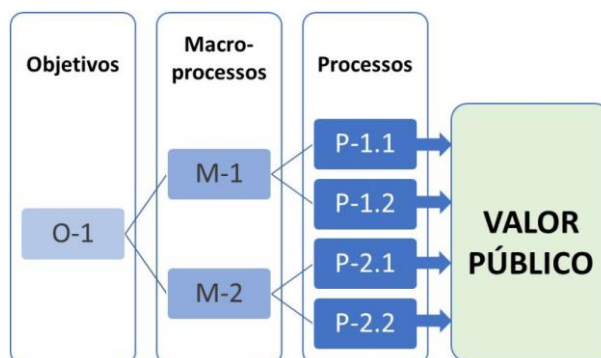 Objetivos
Macro-
processos
Processos
O-1
M-1
M-2
P-1.1
P-1.2
P-2.1
P-2.2
VALOR
PÚBLICO